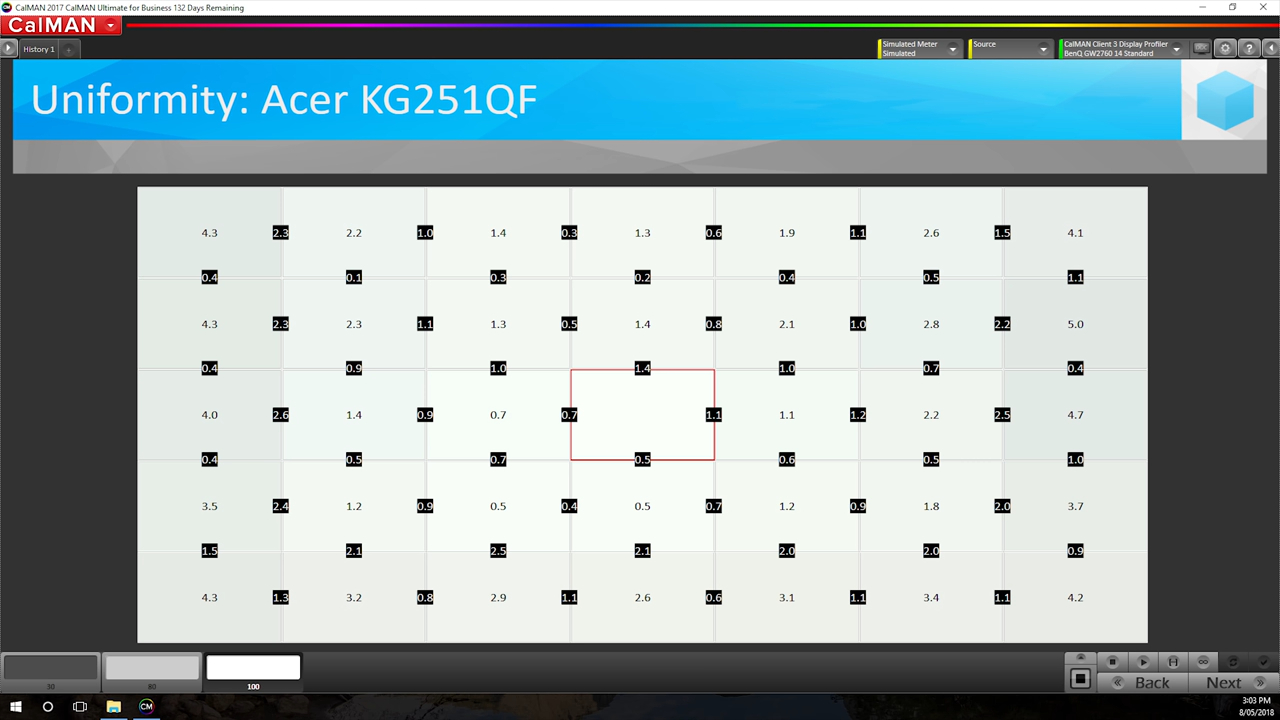 CalMAN 2017 CalMAN Ultimate for Business 132 Days Remaining
CalMAN
History 1
Simulated Meter
Simulated
Source
CalMAN Client 3 Display Profiler
BenQ GW2760 14 Standard
Uniformity: Acer KG251QF
4.3 2.3 2.2 1.0 1.4 0.3 1.3 0.6 1.9 1.1 2.6 1.5 4.1
0.4 0.1 0.3 0.2 0.4 0.5 1.1
4.3 2.3 2.3 1.1 1.3 0.5 1.4 0.8 2.1 1.0 2.8 2.2 5.0
0.4 0.9 1.0 1.4 1.0 0.7 0.4
4.0 2.6 1.4 0.9 0.7 0.7 1.1 1.1 1.2 2.2 2.5 4.7
0.4 0.5 0.7 0.5 0.6 0.5 1.0
3.5 2.4 1.2 0.9 0.5 0.4 0.5 0.7 1.2 0.9 1.8 2.0 3.7
1.5 2.1 2.5 2.1 2.0 2.0 0.9
4.3 1.3 3.2 0.8 2.9 1.1 2.6 0.6 3.1 1.1 3.4 1.1 4.2
30 80 100
Back Next
CM
3:03 PM
8/05/2018